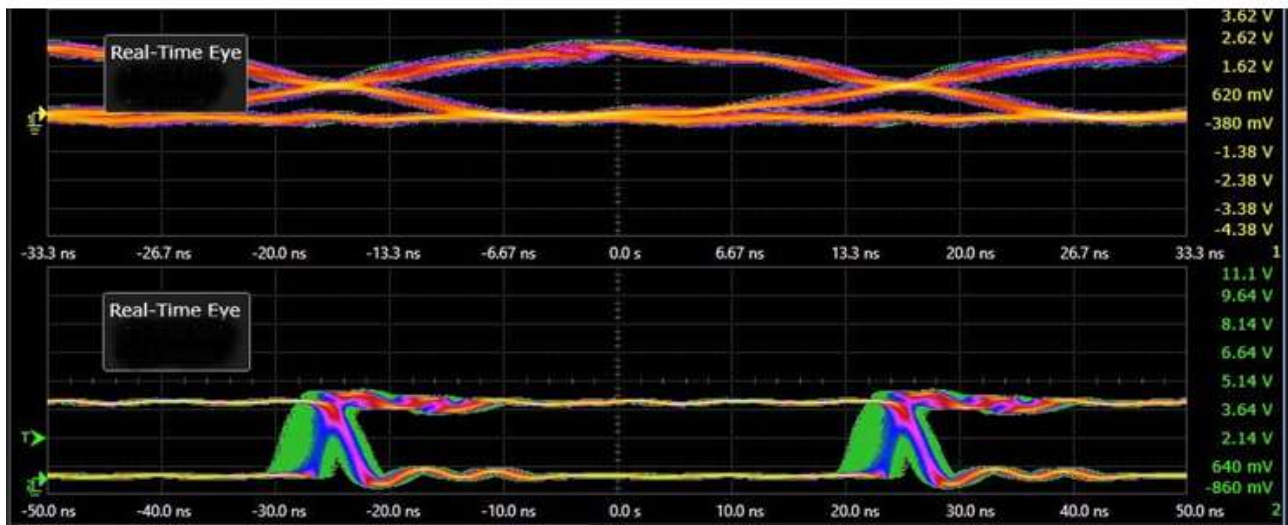 3.62 V
Real-Time Eye
2.62 V
1.62 V
620 mV
-380 mV
-1.38 V
-2.38 V
-3.38 V
-4.38 V
-33.3 ns -26.7 ns -20.0 ns -13.3 ns -6.67 ns 0.0 s 6.67 ns 13.3 ns 20.0 ns 26.7 ns 33.3 ns 1
11.1 V
Real-Time Eye
9.64 V
8.14 V
6.64 V
5.14 V
3.64 V
T
2.14 V
640 mV
-860 mV
-50.0 ns -40.0 ns -30.0 ns -20.0 ns -10.0 ns 0.0 s 10.0 ns 20.0 ns 30.0 ns 40.0 ns 50.0 ns 2